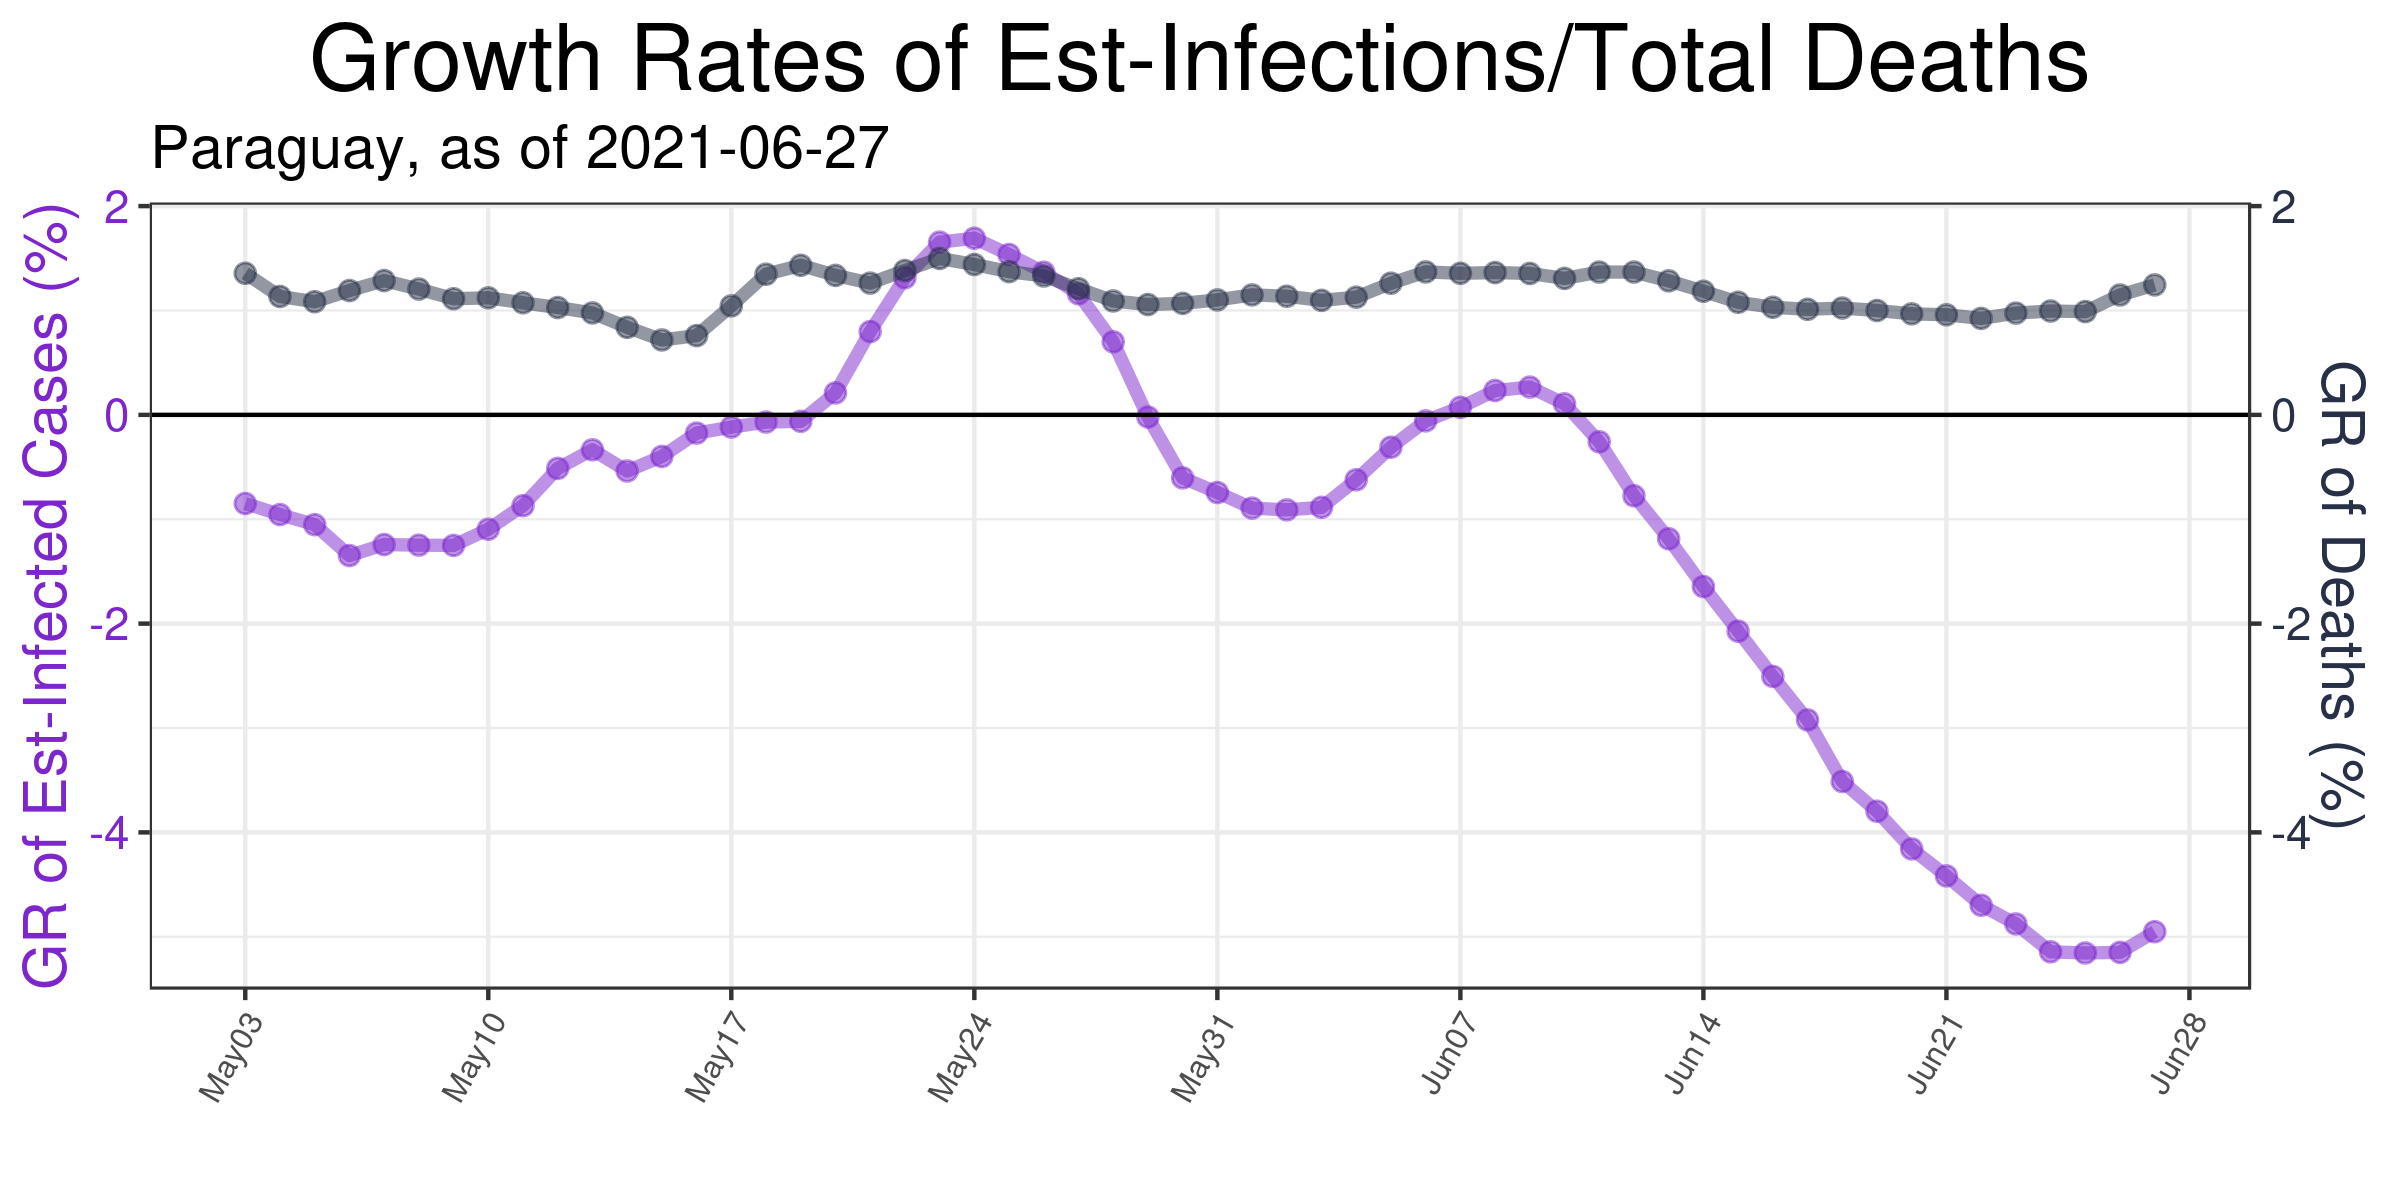 Growth Rates of Est-Infections/Total Deaths
Paraguay, as of 2021-06-27
GR of Est-Infected Cases (%)
2
0
-2
-4
2
0
-2
-4
GR of Deaths (%)
May03
May10
May17
May24
May31
Jun07
Jun14
Jun21
Jun28